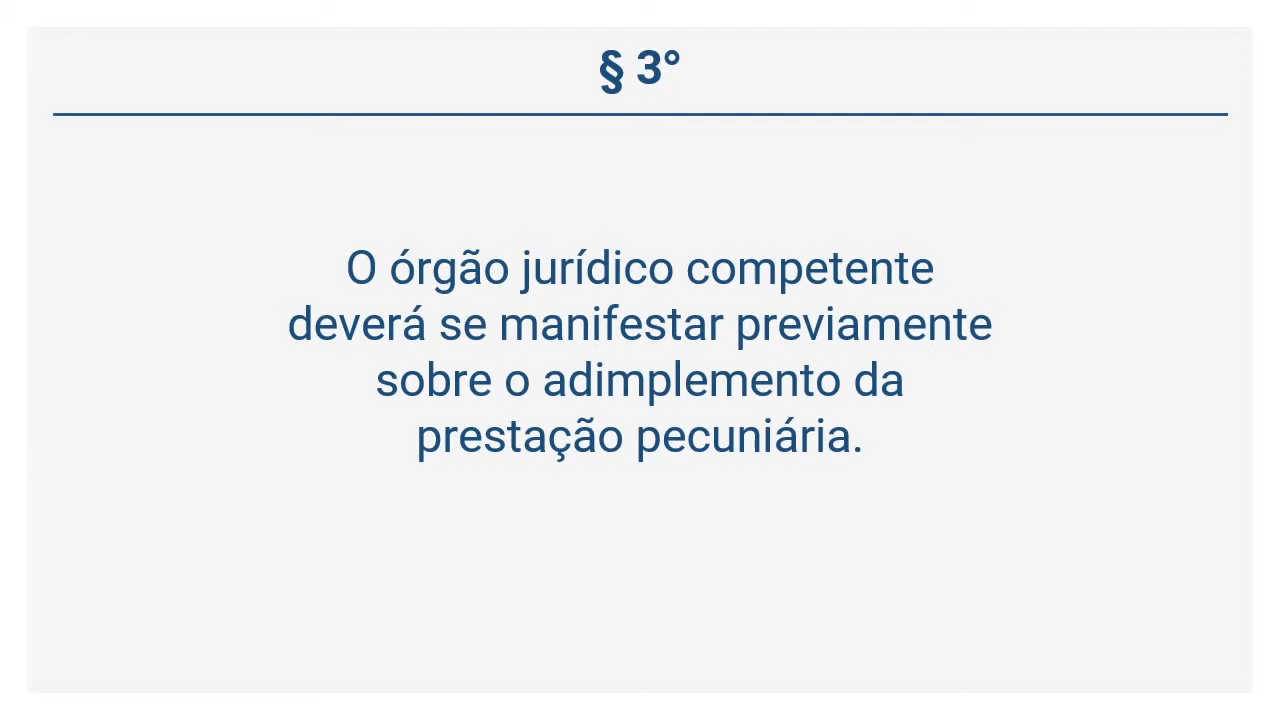 § 3°
O órgão jurídico competente
deverá se manifestar previamente
sobre o adimplemento da
prestação pecuniária.